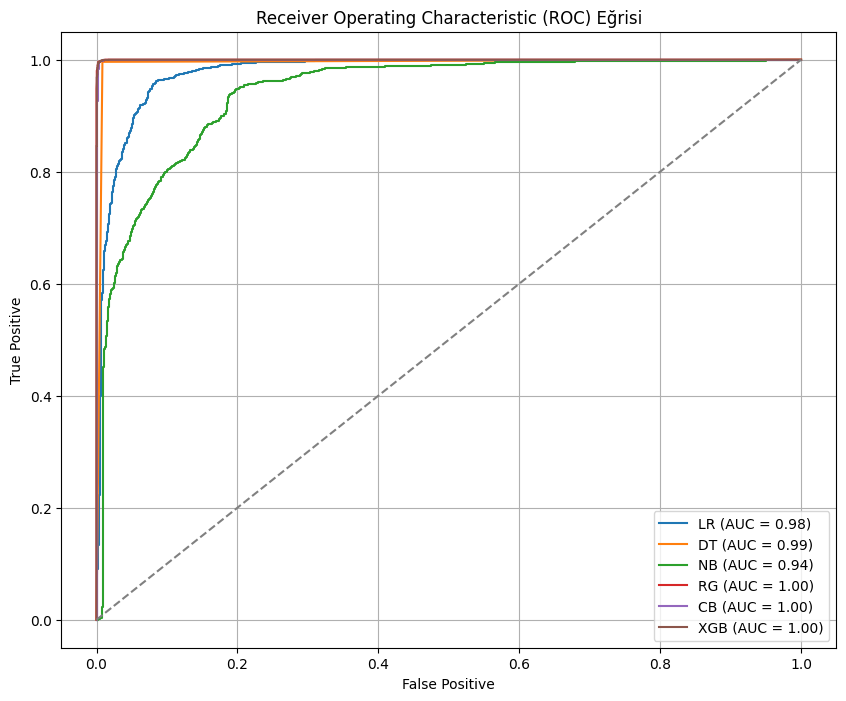 Receiver Operating Characteristic (ROC) Eğrisi
True Positive
1.0
0.8
0.6
0.4
0.2
0.0
LR (AUC = 0.98)
DT (AUC = 0.99)
NB (AUC = 0.94)
RG (AUC = 1.00)
CB (AUC = 1.00)
XGB (AUC = 1.00)
0.0 0.2 0.4 0.6 0.8 1.0
False Positive